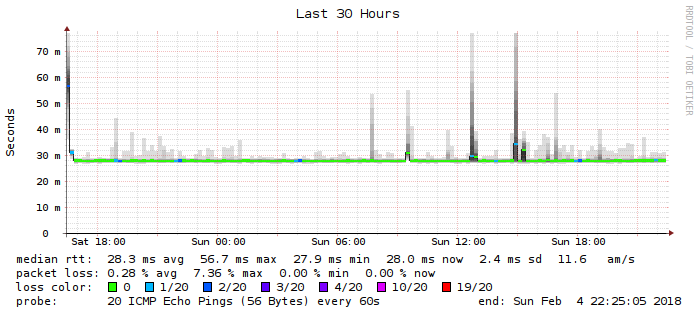 Last 30 Hours
RRDTOOL / TOBI OETIKER
Seconds
70 m
60 m
50 m
40 m
30 m
20 m
10 m
0
Sat 18:00 Sun 00:00 Sun 06:00 Sun 12:00 Sun 18:00
median rtt: 28.3 ms avg 56.7 ms max 27.9 ms min 28.0 ms now 2.4 ms sd 11.6 am/s
packet loss: 0.28 % avg 7.36 % max 0.00 % min 0.00 % now
loss color: 0 1/20 2/20 3/20 4/20 10/20 19/20
probe: 20 ICMP Echo Pings (56 Bytes) every 60s end: Sun Feb 4 22:25:05 2018